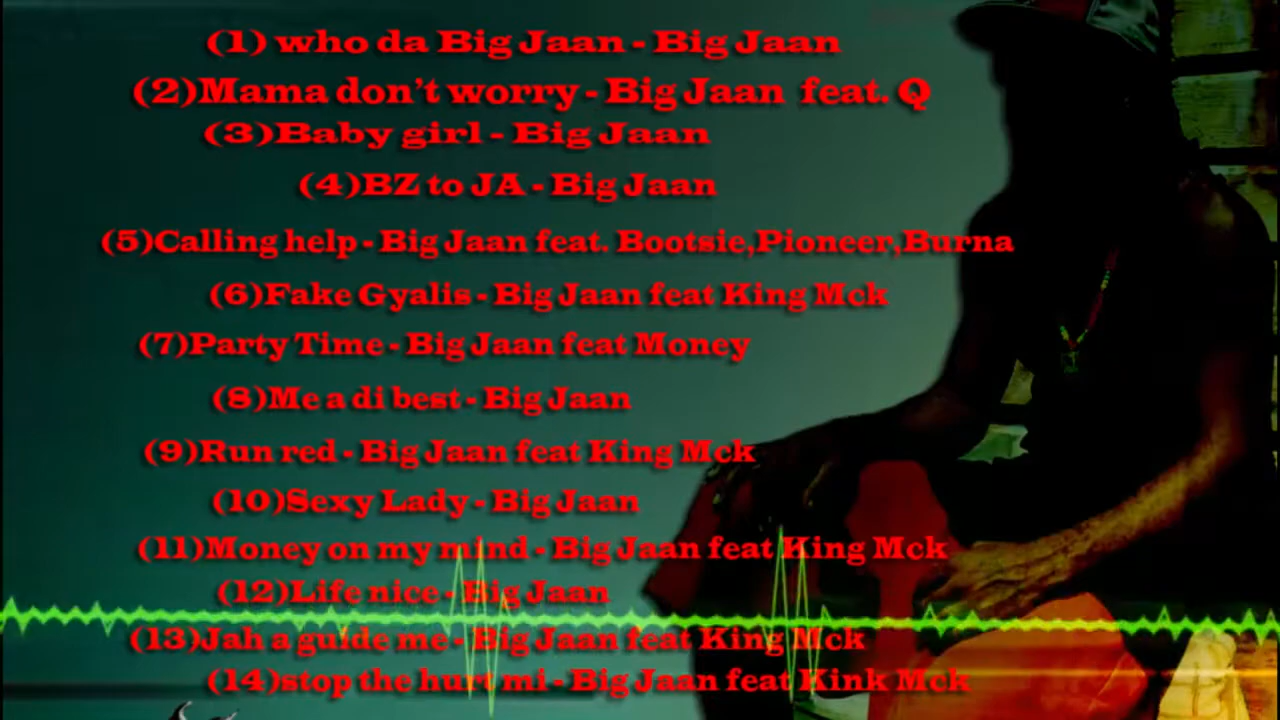 (1) who da Big Jaan - Big Jaan
(2)Mama don't worry - Big Jaan feat. Q
(3)Baby girl - Big Jaan
(4)BZ to JA - Big Jaan
(5)Calling help - Big Jaan feat. Bootsie,Pioneer,Burna
(6)Fake Gyalis - Big Jaan feat King Mck
(7)Party Time - Big Jaan feat Money
(8)Me a di best - Big Jaan
(9)Run red - Big Jaan feat King Mck
(10)Sexy Lady - Big Jaan
(11)Money on my mind - Big Jaan feat King Mck
(12)Life nice - Big Jaan
(13)Jah a guide me - Big Jaan feat King Mck
(14)stop the hurt mi - Big Jaan feat Kink Mck